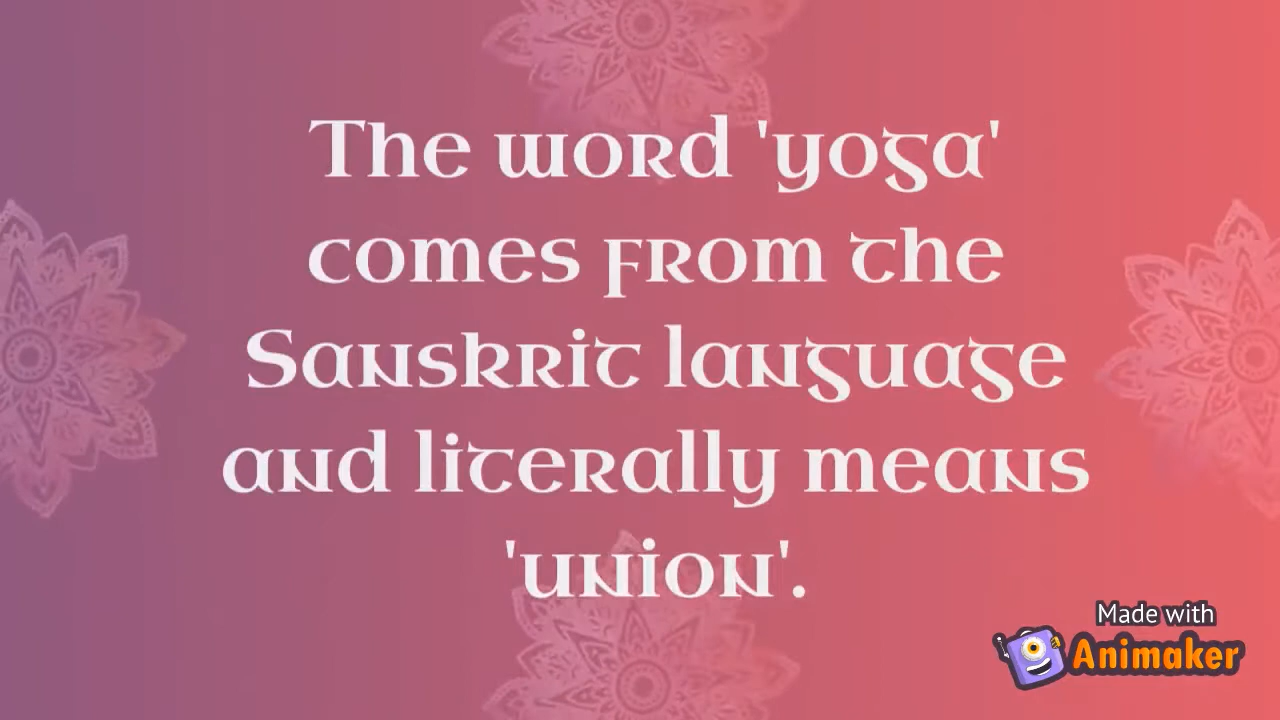 The word 'yoga'
comes from the
Sanskrit language
and literally means
'union'.
Made with
Animaker